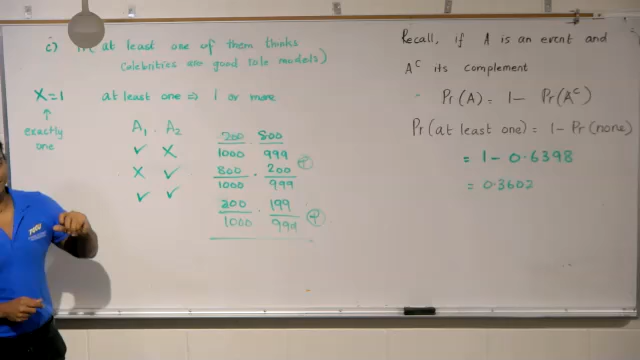 c) at least one of them thinks
celebrities are good role models)
X=1 at least one ⇒ 1 or more
↑
exactly
one
A₁ A₂
✓ X 200/1000 · 800/999 +
X ✓ 800/1000 · 200/999
✓ ✓ 200/1000 · 199/999 +
Recall, if A is an event and
Aᶜ its complement
Pr(A) = 1 - Pr(Aᶜ)
Pr(at least one) = 1 - Pr(none)
= 1 - 0.6398
= 0.3602